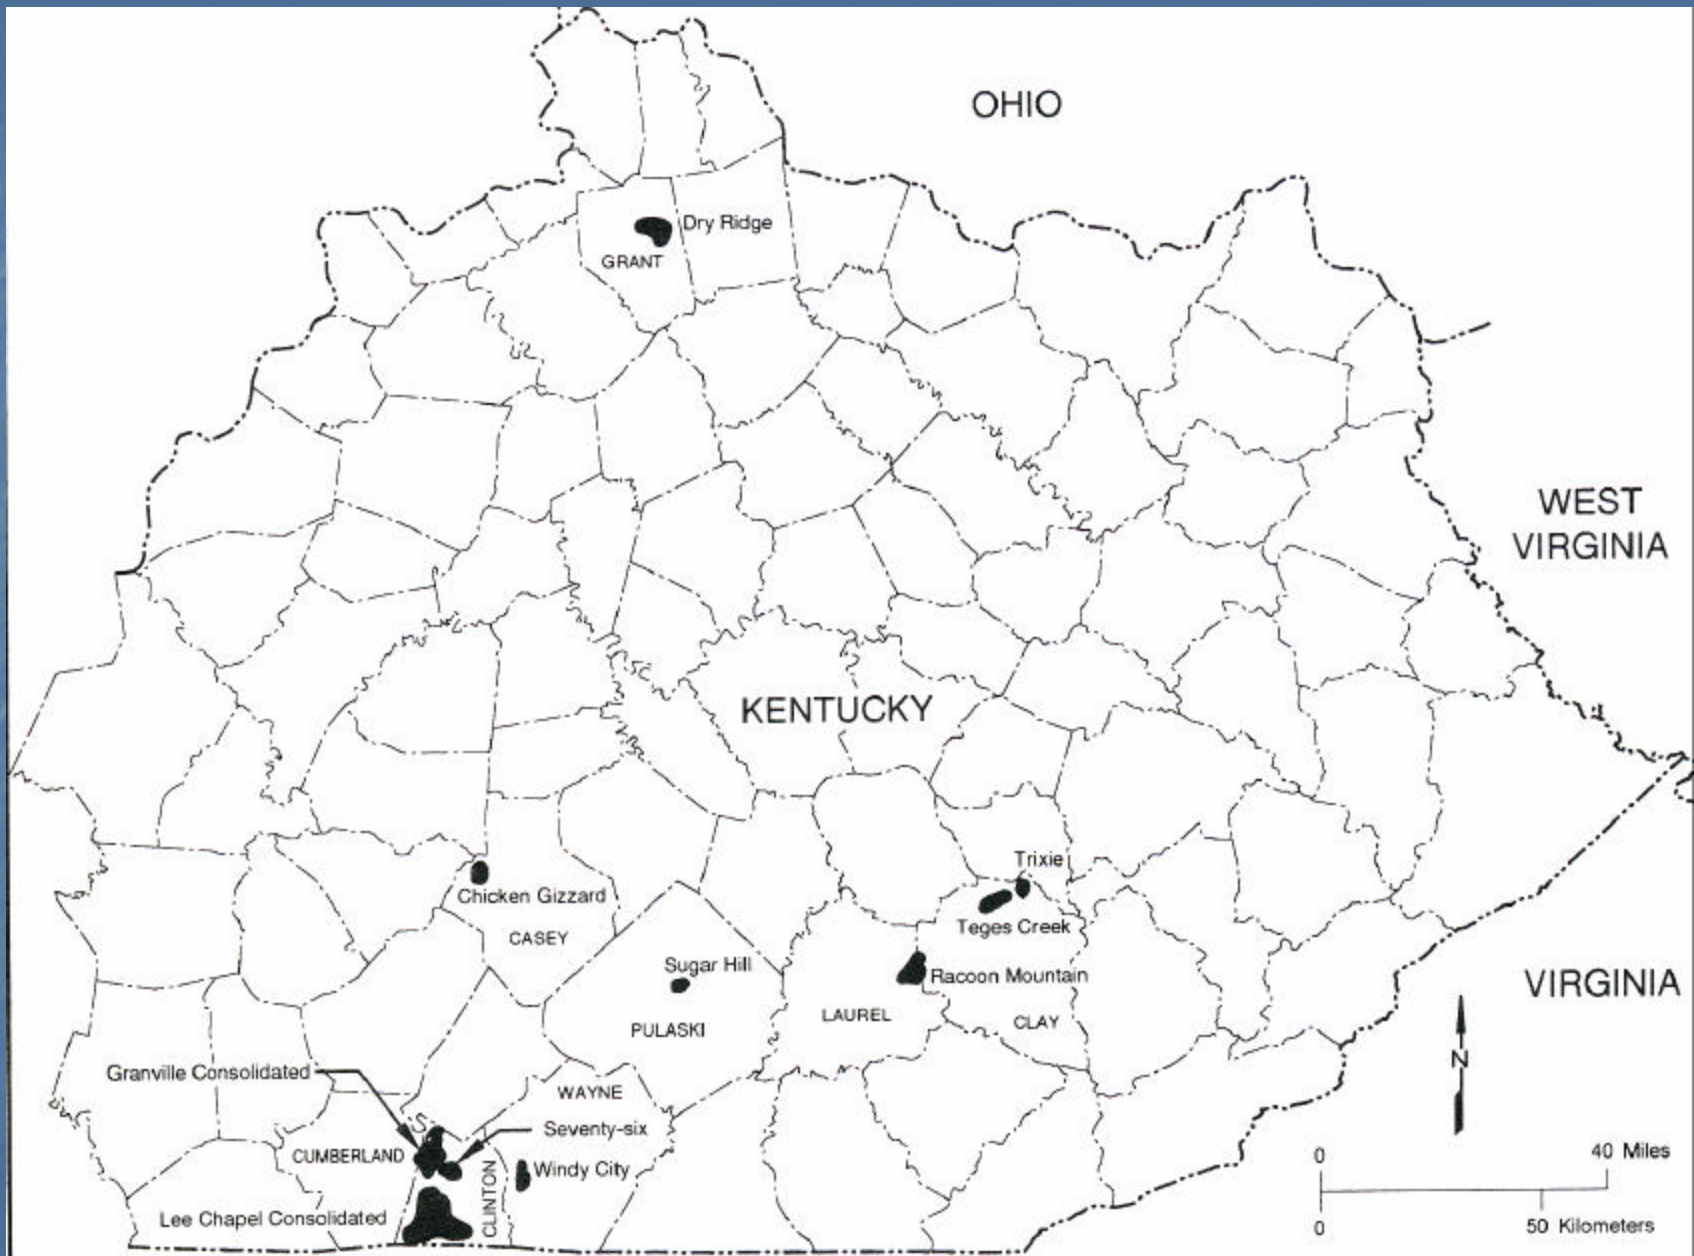 OHIO
Dry Ridge
GRANT
WEST
VIRGINIA
KENTUCKY
Trixie
Chicken Gizzard
Teges Creek
CASEY
Sugar Hill
Racoon Mountain
VIRGINIA
LAUREL
PULASKI
CLAY
N
Granville Consolidated
WAYNE
Seventy-six
CUMBERLAND
Windy City
CLINTON
Lee Chapel Consolidated
0 40 Miles
0 50 Kilometers